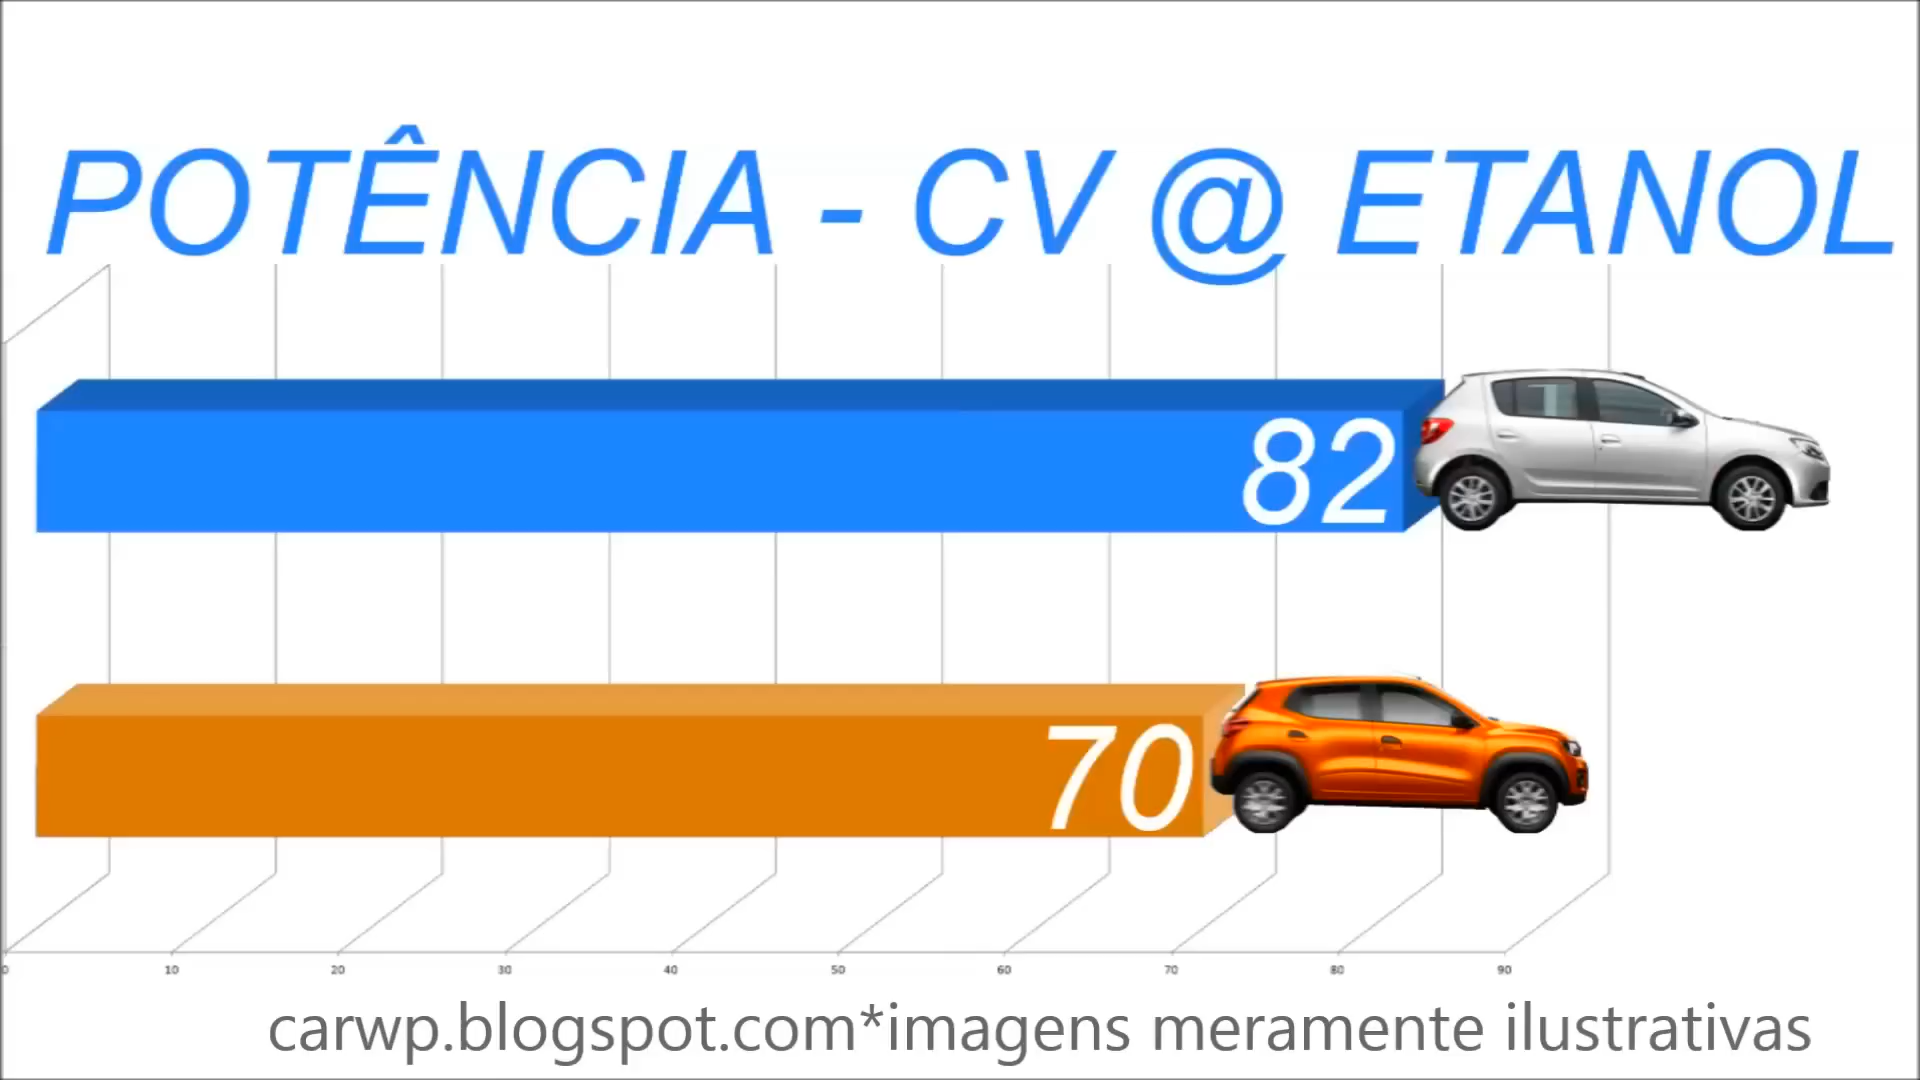 POTÊNCIA - CV @ ETANOL
82
70
0 10 20 30 40 50 60 70 80 90
carwp.blogspot.com*imagens meramente ilustrativas